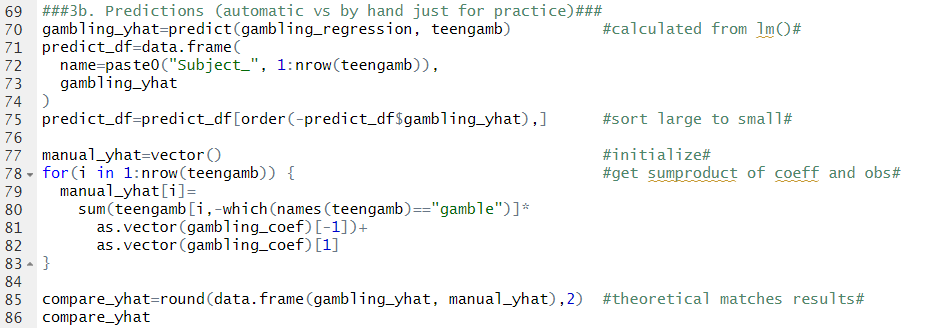 69 ###3b. Predictions (automatic vs by hand just for practice)###
70 gambling_yhat=predict(gambling_regression, teengamb) #calculated from lm()#
71 predict_df=data.frame(
72 name=paste0("Subject_", 1:nrow(teengamb)),
73 gambling_yhat
74 )
75 predict_df=predict_df[order(-predict_df$gambling_yhat),] #sort large to small#
76
77 manual_yhat=vector() #initialize#
78 for(i in 1:nrow(teengamb)) { #get sumproduct of coeff and obs#
79 manual_yhat[i]=
80 sum(teengamb[i,-which(names(teengamb)=="gamble")]*
81 as.vector(gambling_coef)[-1])+
82 as.vector(gambling_coef)[1]
83 }
84
85 compare_yhat=round(data.frame(gambling_yhat, manual_yhat),2) #theoretical matches results#
86 compare_yhat